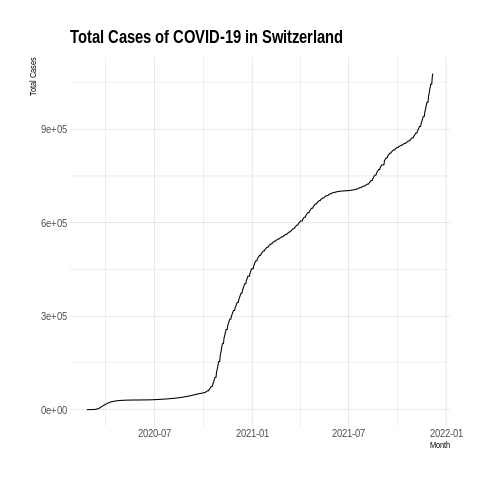 Total Cases of COVID-19 in Switzerland
Total Cases
9e+05
6e+05
3e+05
0e+00
2020-07 2021-01 2021-07 2022-01
Month